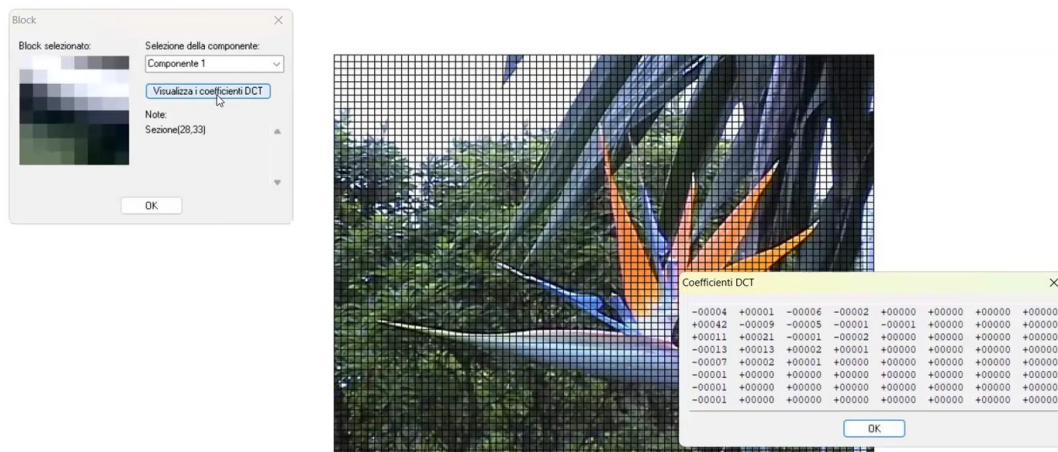 Block
Block selezionato:
Selezione della componente:
Componente 1
Visualizza i coefficienti DCT
Note:
Sezione(28,33)
OK
Coefficienti DCT
-00004 +00001 -00006 -00002 +00000 +00000 +00000 +00000
+00042 -00009 -00005 -00001 -00001 +00000 +00000 +00000
+00011 +00021 -00001 -00002 +00000 +00000 +00000 +00000
-00013 +00013 +00002 +00001 +00000 +00000 +00000 +00000
-00007 +00002 +00001 +00000 +00000 +00000 +00000 +00000
-00001 +00000 +00000 +00000 +00000 +00000 +00000 +00000
-00001 +00000 +00000 +00000 +00000 +00000 +00000 +00000
-00001 +00000 +00000 +00000 +00000 +00000 +00000 +00000
OK